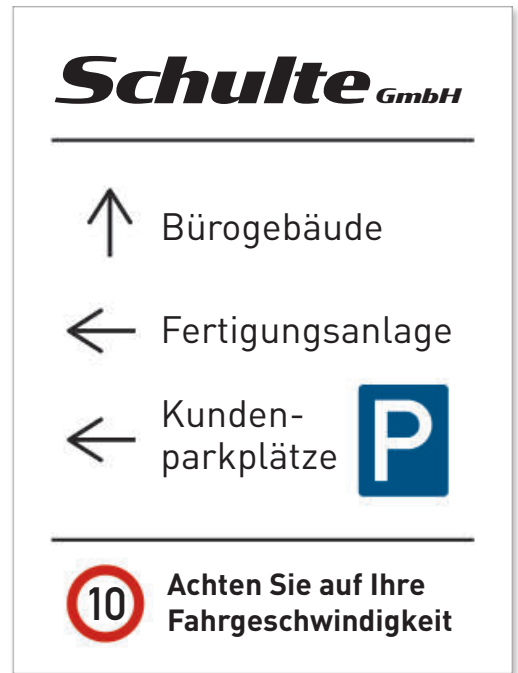 Schulte GmbH
Bürogebäude
Fertigungsanlage
Kunden-
parkplätze
P
10
Achten Sie auf Ihre
Fahrgeschwindigkeit